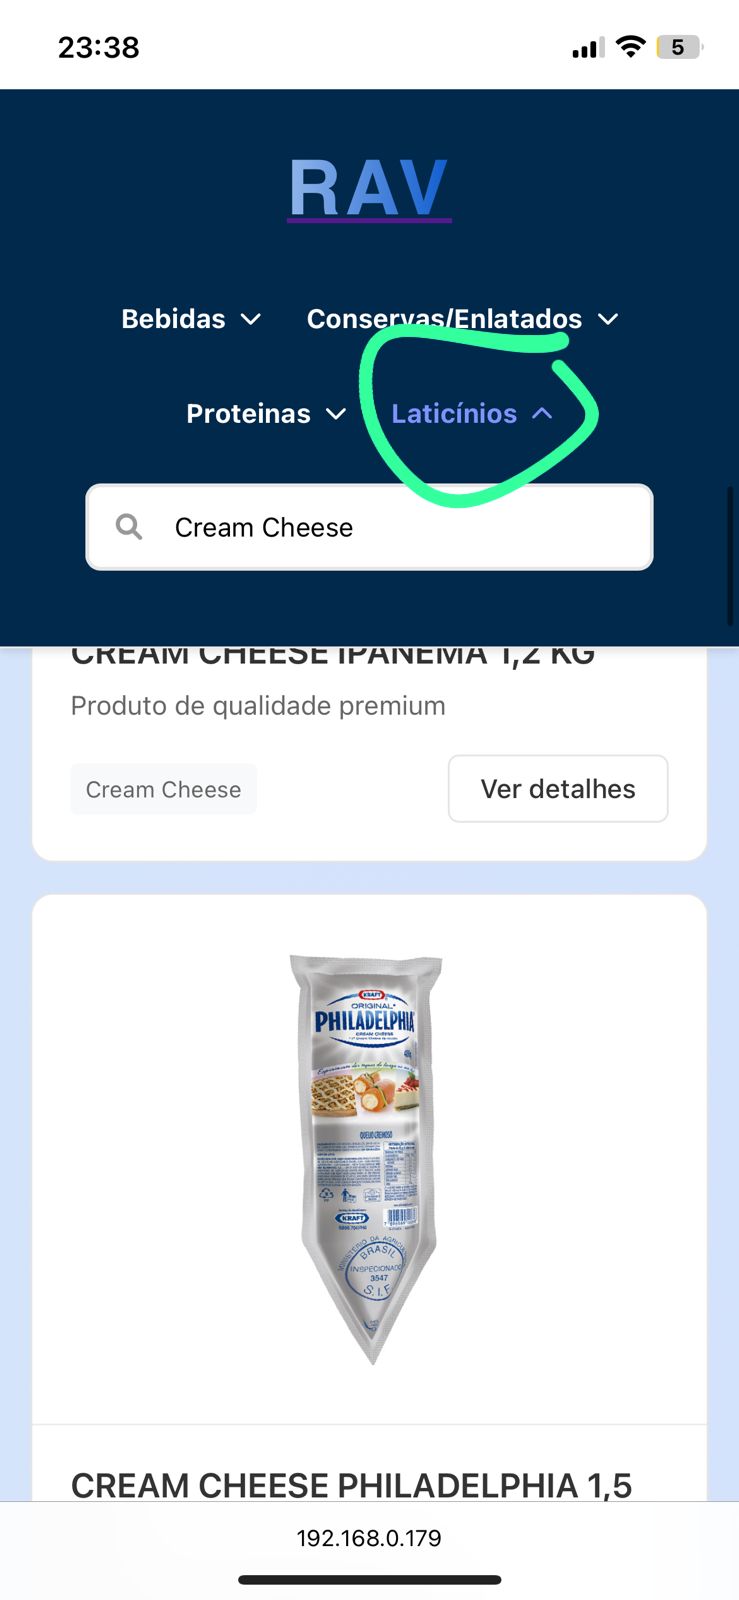 23:38
5
RAV
Bebidas
Conservas/Enlatados
Proteinas
Laticínios
Cream Cheese
CREAM CHEESE IPANEMA 1,2 KG
Produto de qualidade premium
Cream Cheese
Ver detalhes
KRAFT
ORIGINAL
PHILADELPHIA
CREAM CHEESE
QUEIJO CREMOSO
KRAFT
MINISTÉRIO DA AGRICULTURA
BRASIL
INSPECIONADO
3547
S.I.F.
CREAM CHEESE PHILADELPHIA 1,5
192.168.0.179